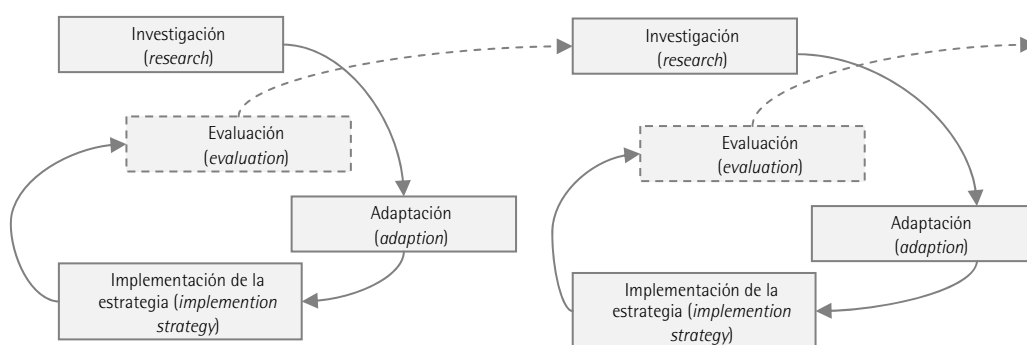 Investigación
(research)
Evaluación
(evaluation)
Adaptación
(adaption)
Implementación de la
estrategia (implemention
strategy)
Investigación
(research)
Evaluación
(evaluation)
Adaptación
(adaption)
Implementación de la
estrategia (implemention
strategy)